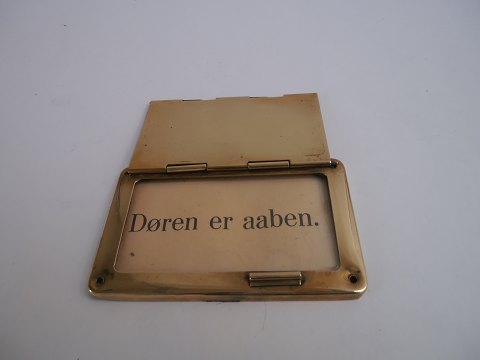 Døren er aaben.